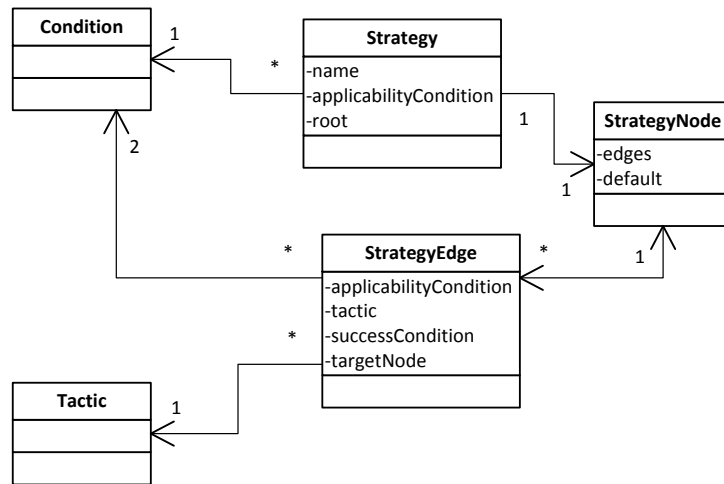 Condition
1
*
Strategy
-name
-applicabilityCondition
-root
1
1
StrategyNode
-edges
-default
2
*
StrategyEdge
-applicabilityCondition
-tactic
-successCondition
-targetNode
*
1
*
1
Tactic